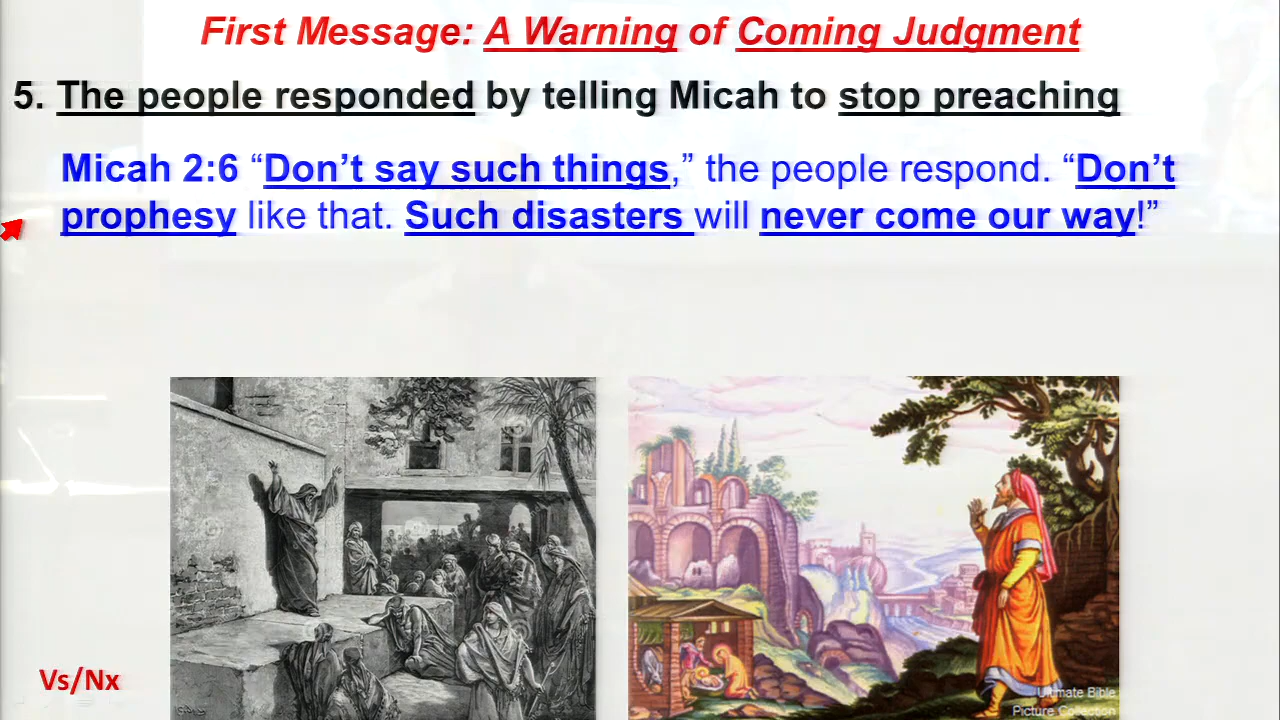 First Message: A Warning of Coming Judgment
5. The people responded by telling Micah to stop preaching
Micah 2:6 “Don’t say such things,” the people respond. “Don’t
prophesy like that. Such disasters will never come our way!”
Vs/Nx
Ultimate Bible
Picture Collection